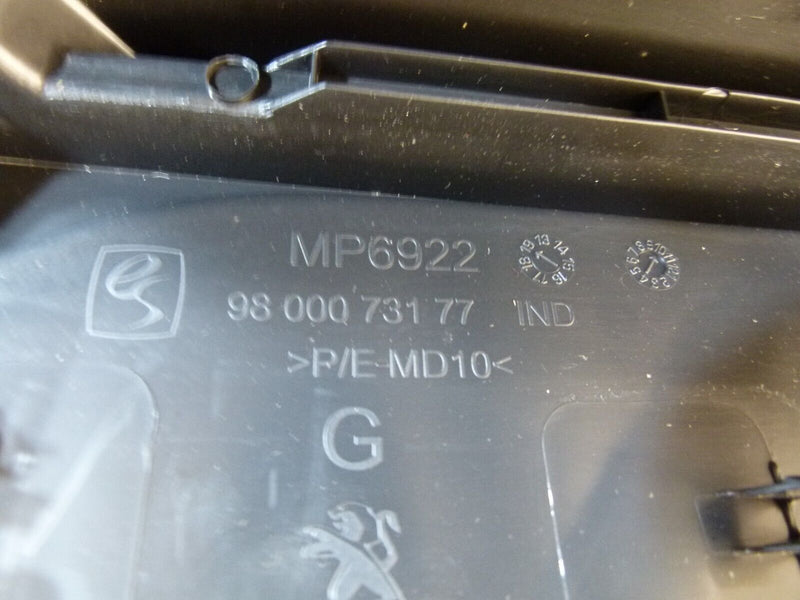 MP6922
98 000 731 77 IND
>P/E-MD10<
G